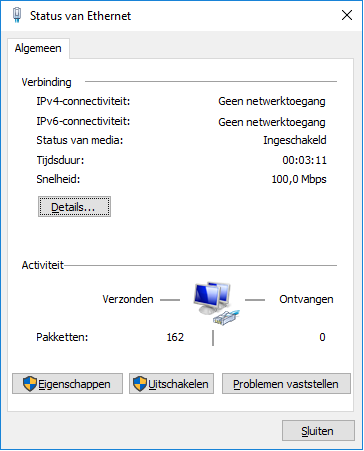 Status van Ethernet
Algemeen
Verbinding
IPv4-connectiviteit: Geen netwerktoegang
IPv6-connectiviteit: Geen netwerktoegang
Status van media: Ingeschakeld
Tijdsduur: 00:03:11
Snelheid: 100,0 Mbps
Details...
Activiteit
Verzonden Ontvangen
Pakketten: 162 0
Eigenschappen Uitschakelen Problemen vaststellen
Sluiten